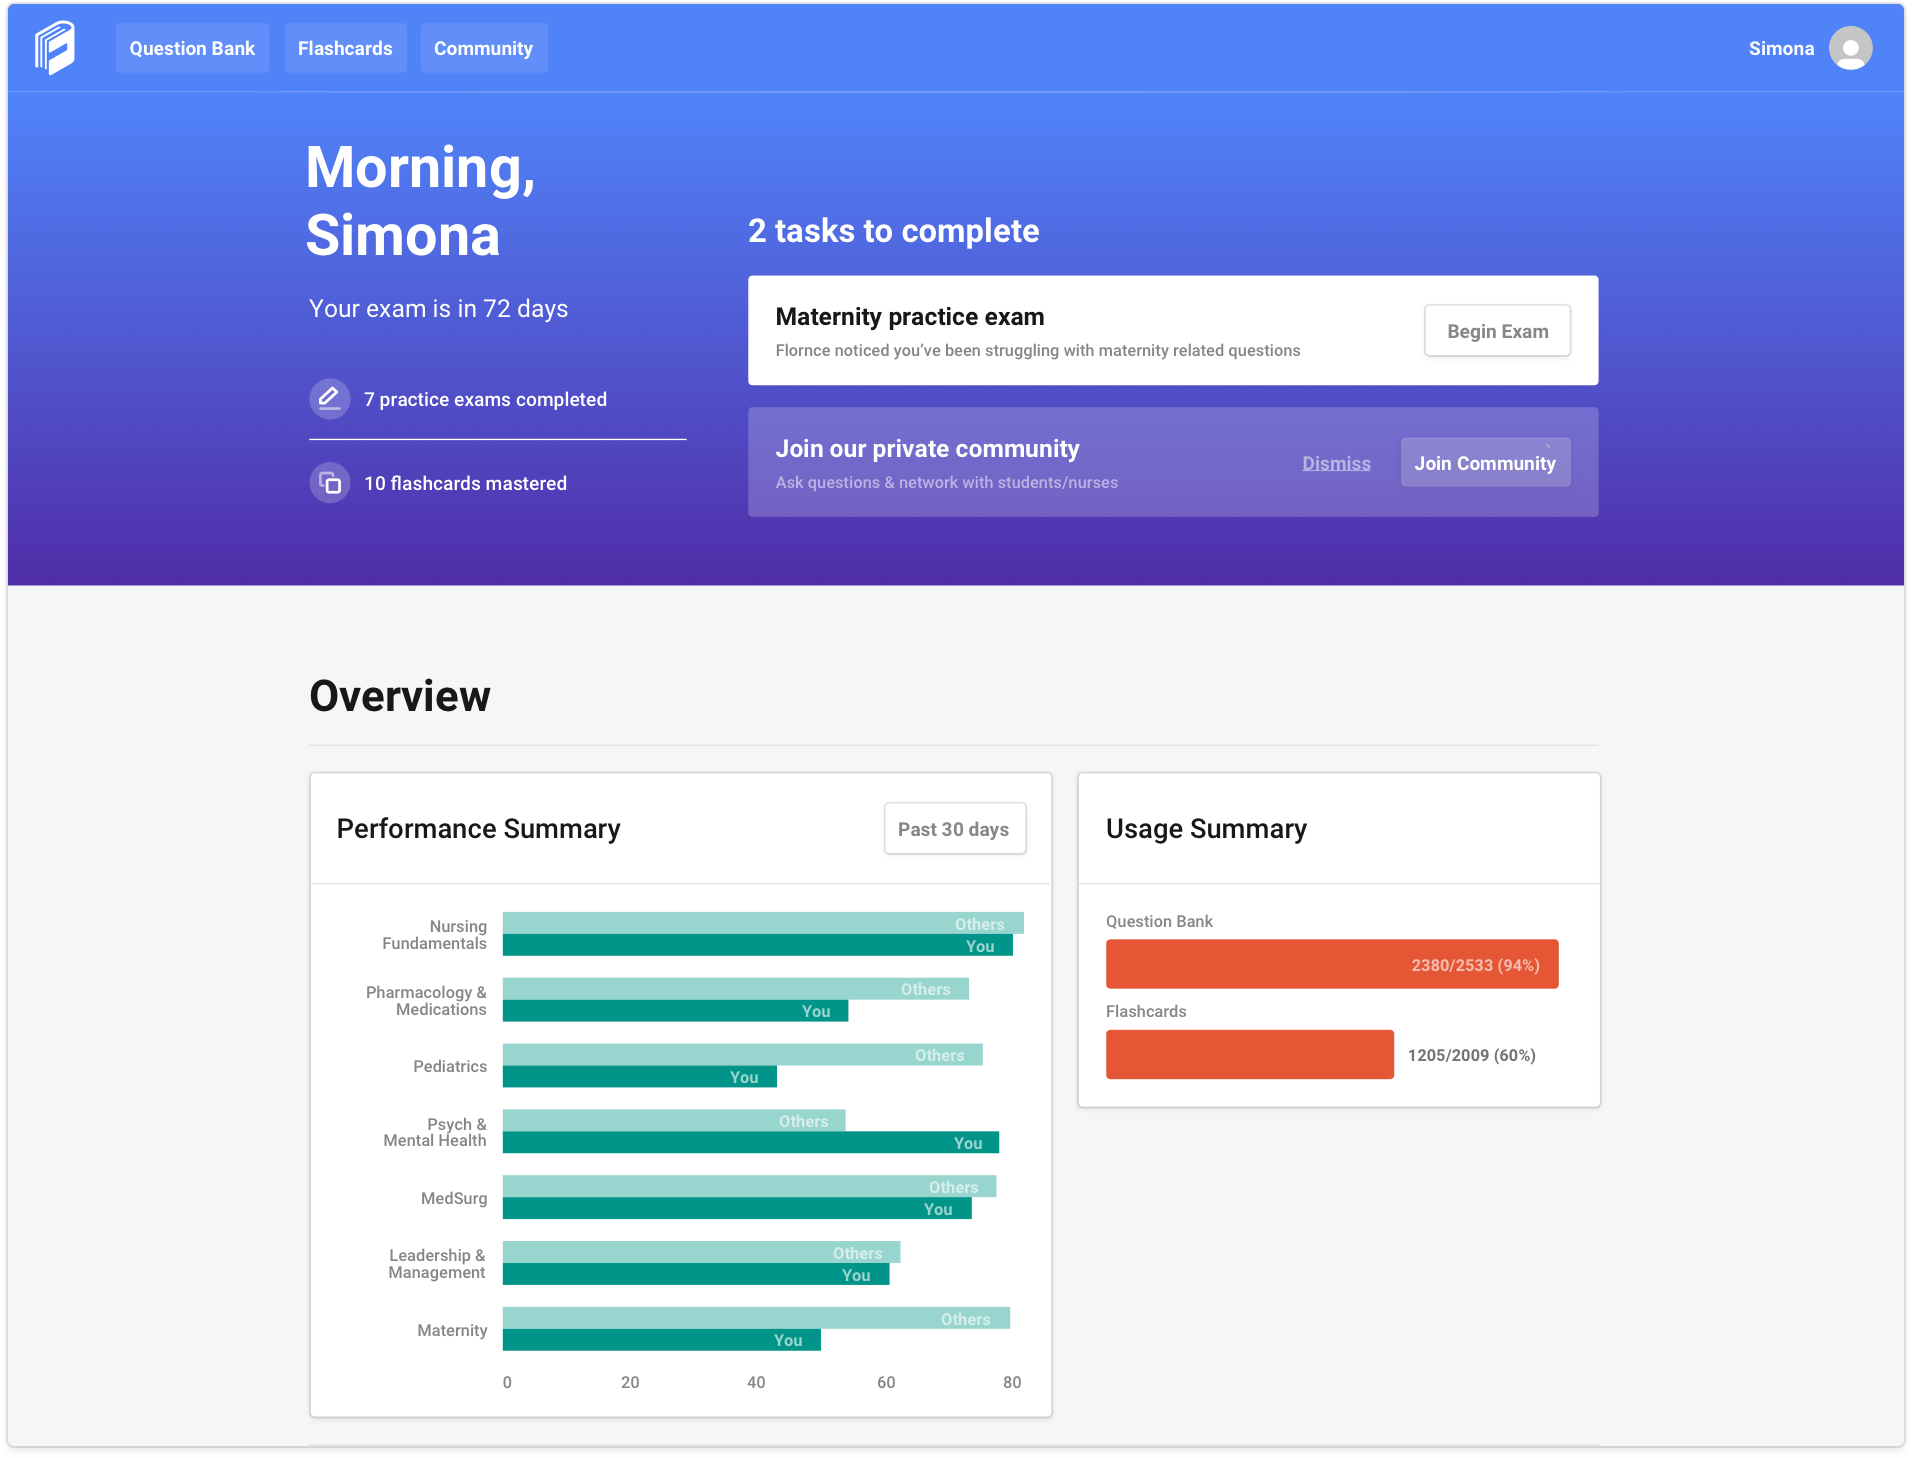 Question Bank
Flashcards
Community
Simona
Morning,
Simona
Your exam is in 72 days
7 practice exams completed
10 flashcards mastered
2 tasks to complete
Maternity practice exam
Flornce noticed you’ve been struggling with maternity related questions
Begin Exam
Join our private community
Ask questions & network with students/nurses
Dismiss
Join Community
Overview
Performance Summary
Past 30 days
Nursing
Fundamentals
Others
You
Pharmacology &
Medications
Others
You
Pediatrics
Others
You
Psych &
Mental Health
Others
You
MedSurg
Others
You
Leadership &
Management
Others
You
Maternity
Others
You
0 20 40 60 80
Usage Summary
Question Bank
2380/2533 (94%)
Flashcards
1205/2009 (60%)